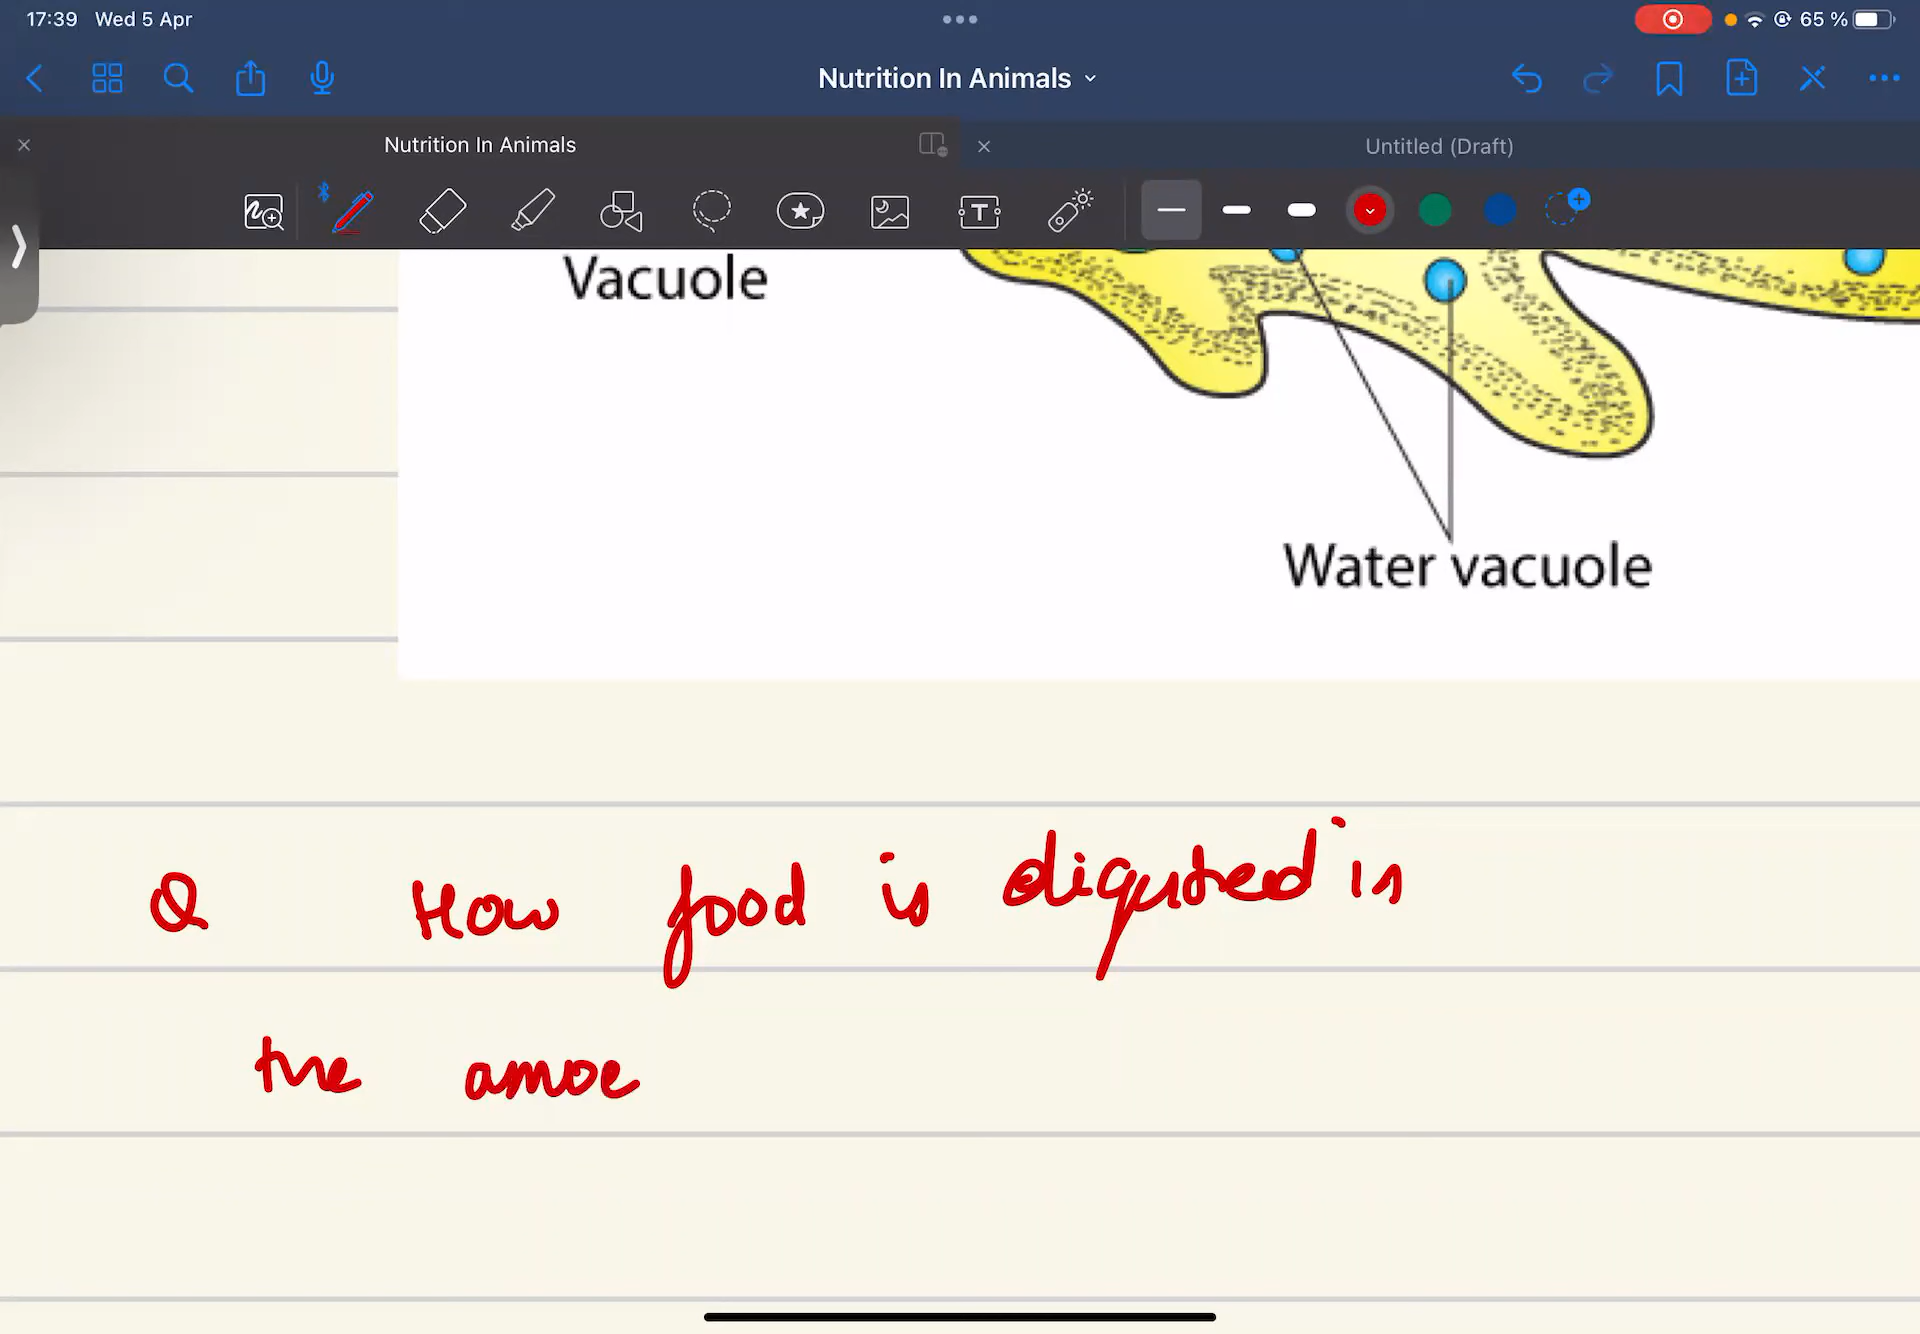 17:39 Wed 5 Apr
65 %
Nutrition In Animals
Nutrition In Animals
Untitled (Draft)
T
Vacuole
Water vacuole
Q How food is digusted in
the amoe